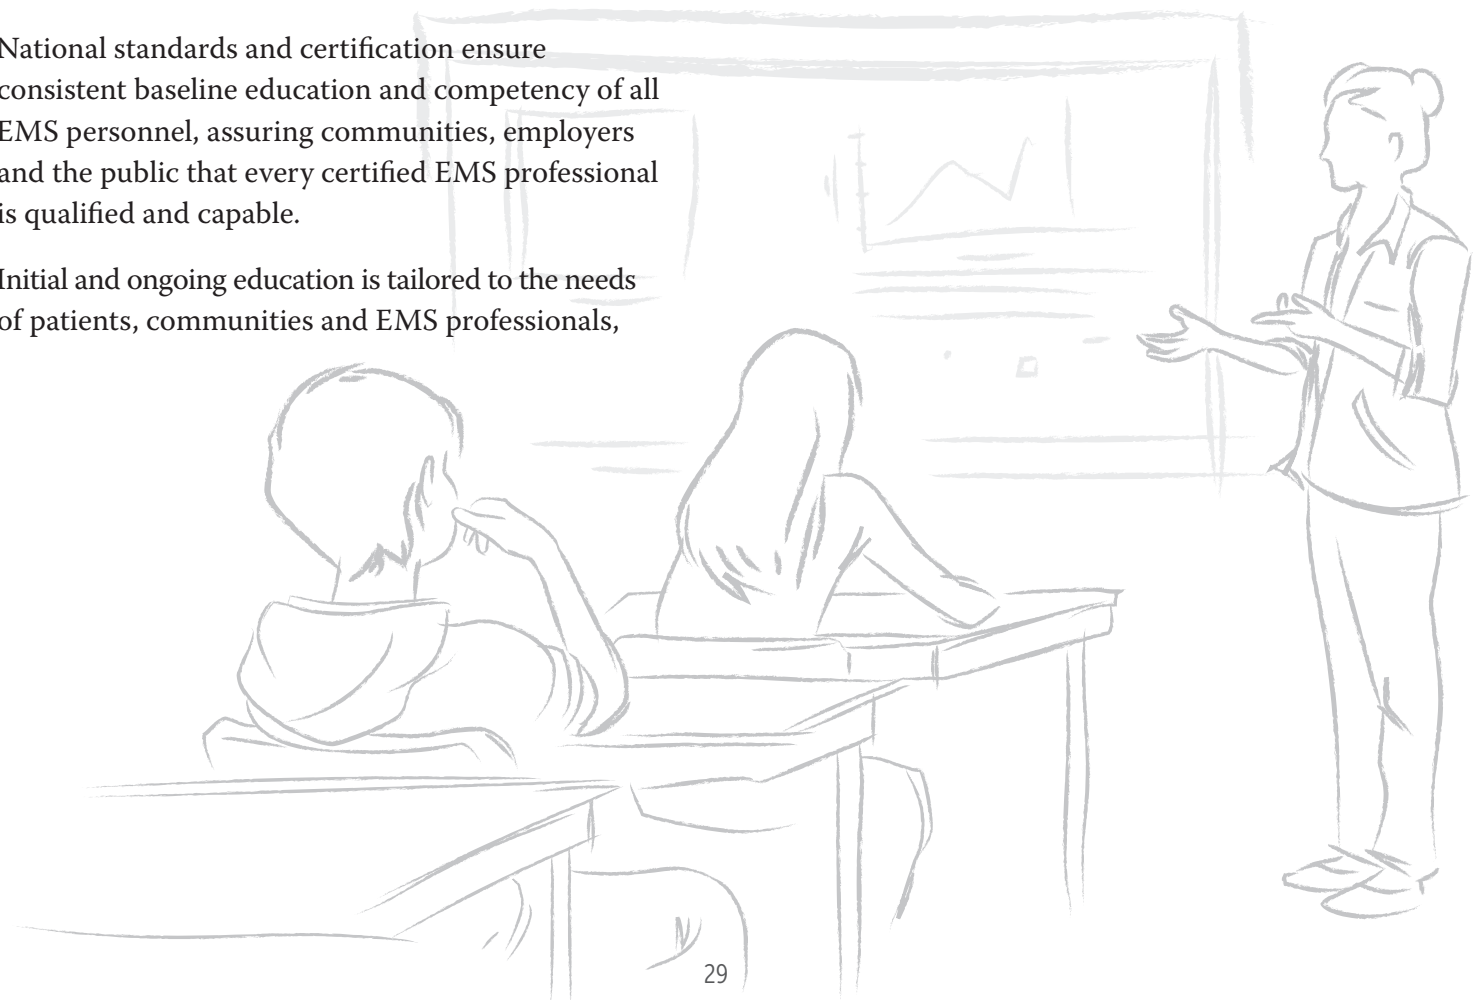 National standards and certification ensure
consistent baseline education and competency of all
EMS personnel, assuring communities, employers
and the public that every certified EMS professional
is qualified and capable.
Initial and ongoing education is tailored to the needs
of patients, communities and EMS professionals,
29